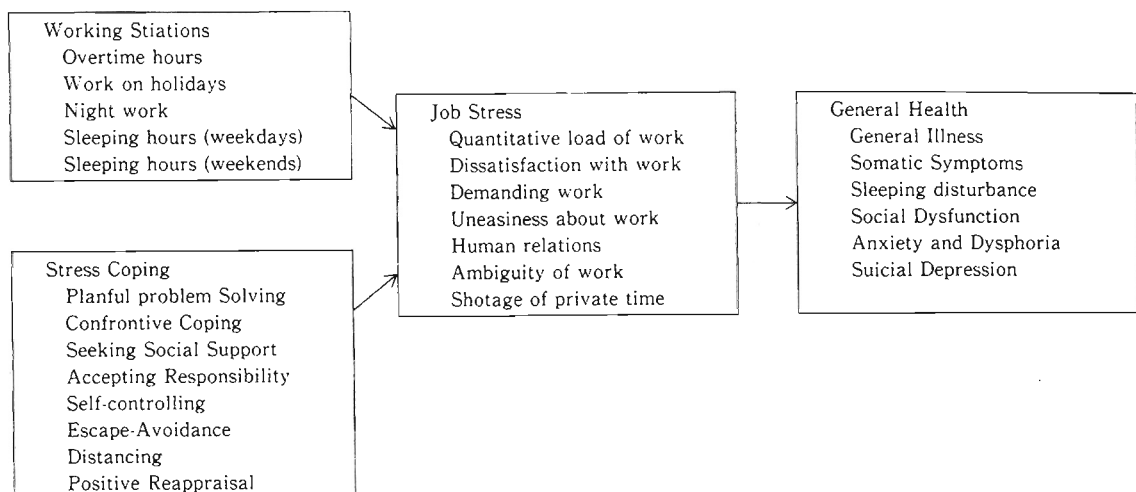 Working Stiations
Overtime hours
Work on holidays
Night work
Sleeping hours (weekdays)
Sleeping hours (weekends)
Stress Coping
Planful problem Solving
Confrontive Coping
Seeking Social Support
Accepting Responsibility
Self-controlling
Escape-Avoidance
Distancing
Positive Reappraisal
Job Stress
Quantitative load of work
Dissatisfaction with work
Demanding work
Uneasiness about work
Human relations
Ambiguity of work
Shotage of private time
General Health
General Illness
Somatic Symptoms
Sleeping disturbance
Social Dysfunction
Anxiety and Dysphoria
Suicial Depression